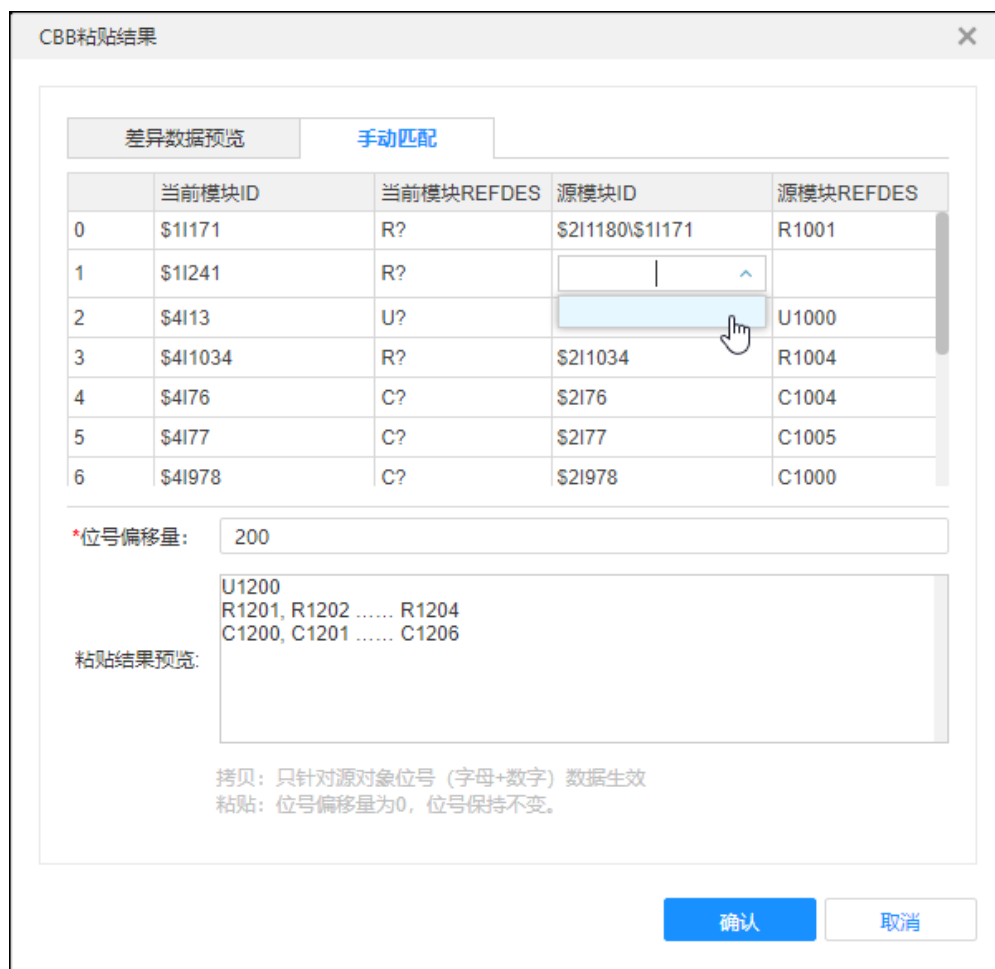 CBB粘贴结果
差异数据预览 手动匹配
当前模块ID 当前模块REFDES 源模块ID 源模块REFDES
0 $1I171 R? $2I1180\$1I171 R1001
1 $1I241 R?
2 $4I13 U? U1000
3 $4I1034 R? $2I1034 R1004
4 $4I76 C? $2I76 C1004
5 $4I77 C? $2I77 C1005
6 $4I978 C? $2I978 C1000
*位号偏移量： 200
粘贴结果预览:
U1200
R1201, R1202 …… R1204
C1200, C1201 …… C1206
拷贝：只针对源对象位号（字母+数字）数据生效
粘贴：位号偏移量为0，位号保持不变。
确认 取消